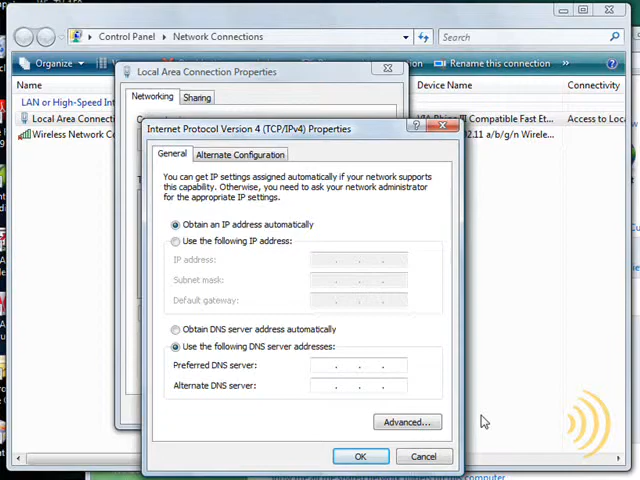 Control Panel
Network Connections
Search
Organize
Rename this connection
Name
Device Name
Connectivity
LAN or High-Speed Int
Local Area Connecti
Compatible Fast Et...
Access to Loca
Wireless Network Co
02.11 a/b/g/n Wirele...
Local Area Connection Properties
Networking
Sharing
Internet Protocol Version 4 (TCP/IPv4) Properties
General
Alternate Configuration
You can get IP settings assigned automatically if your network supports
this capability. Otherwise, you need to ask your network administrator
for the appropriate IP settings.
Obtain an IP address automatically
Use the following IP address:
IP address:
Subnet mask:
Default gateway:
Obtain DNS server address automatically
Use the following DNS server addresses:
Preferred DNS server:
Alternate DNS server:
Advanced...
OK
Cancel